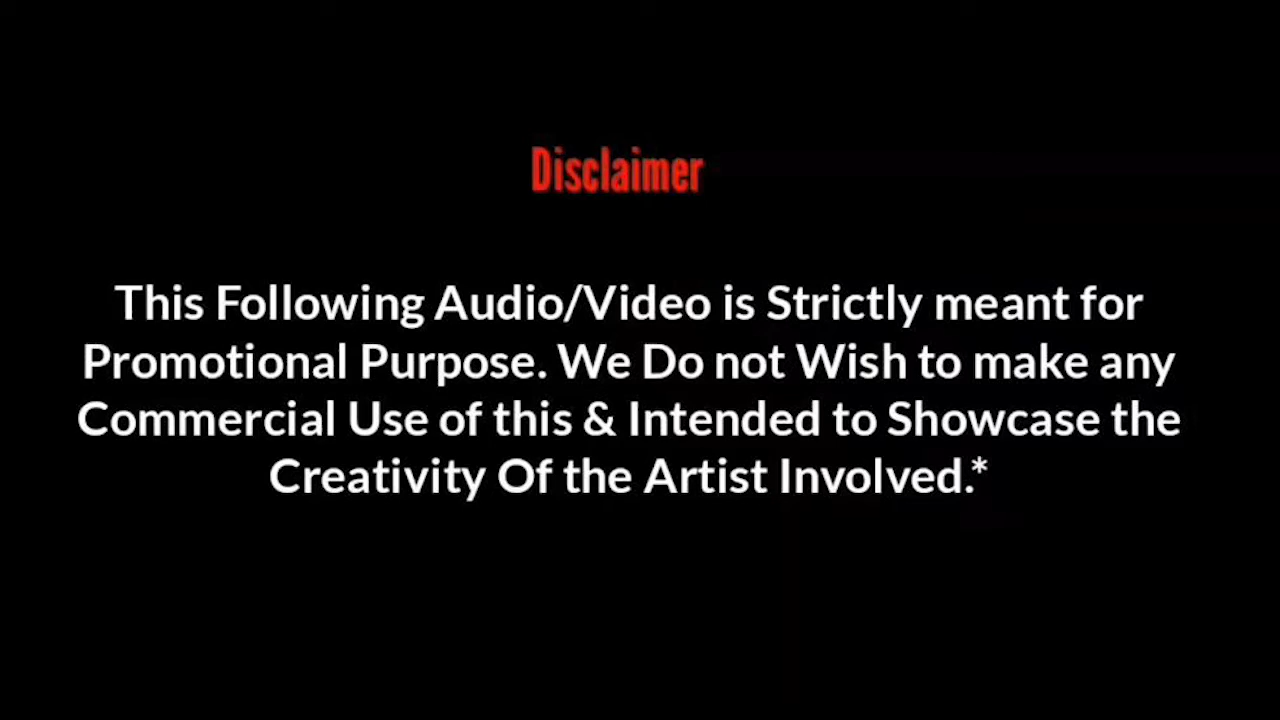 Disclaimer
This Following Audio/Video is Strictly meant for
Promotional Purpose. We Do not Wish to make any
Commercial Use of this & Intended to Showcase the
Creativity Of the Artist Involved.*